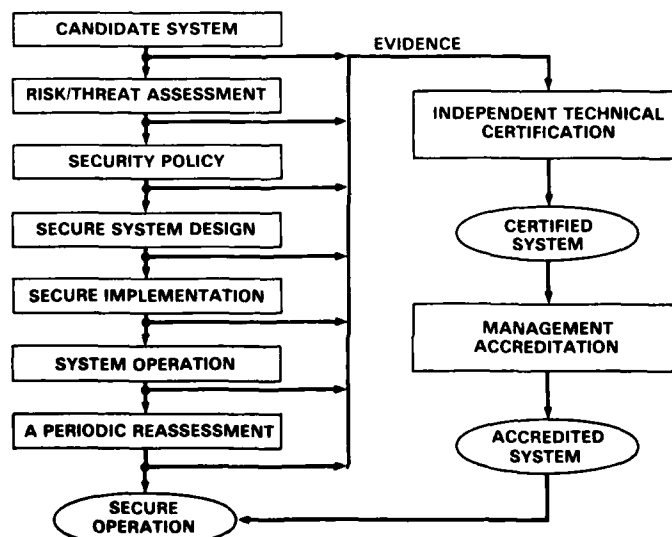 CANDIDATE SYSTEM
EVIDENCE
RISK/THREAT ASSESSMENT
SECURITY POLICY
SECURE SYSTEM DESIGN
SECURE IMPLEMENTATION
SYSTEM OPERATION
A PERIODIC REASSESSMENT
SECURE
OPERATION
INDEPENDENT TECHNICAL
CERTIFICATION
CERTIFIED
SYSTEM
MANAGEMENT
ACCREDITATION
ACCREDITED
SYSTEM